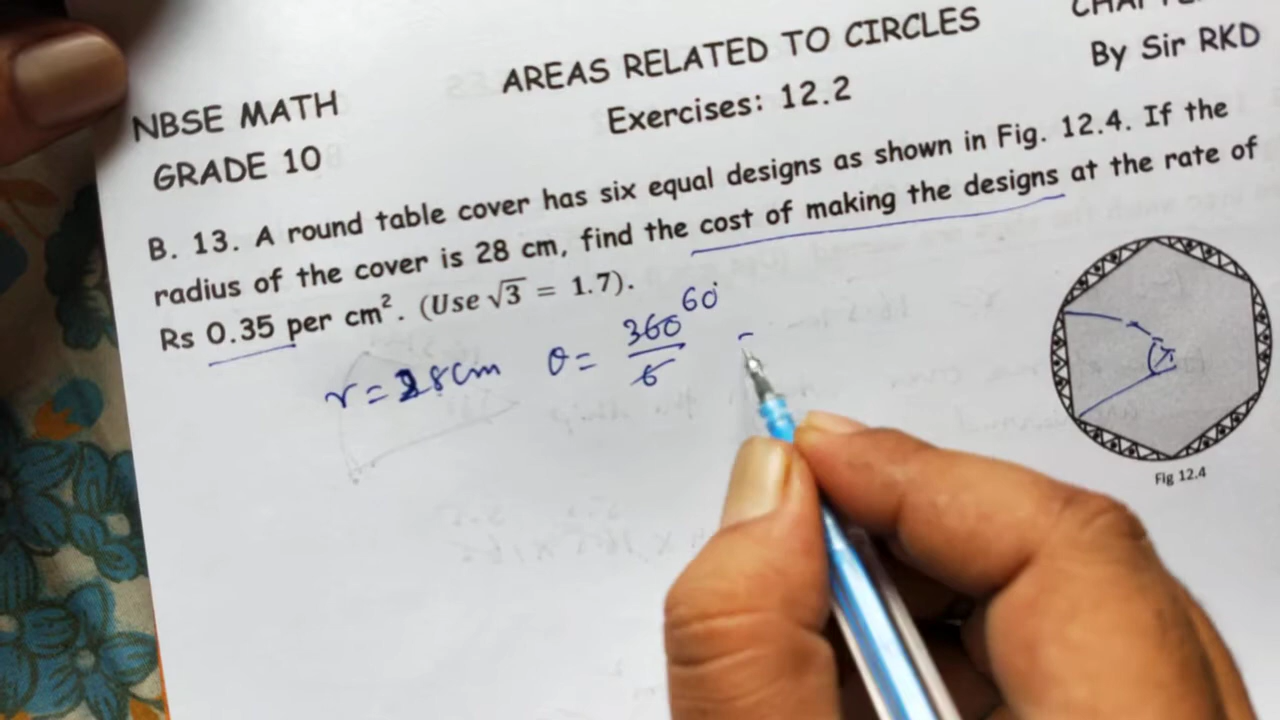 CHAPTE
AREAS RELATED TO CIRCLES
By Sir RKD
NBSE MATH
Exercises: 12.2
GRADE 10
B. 13. A round table cover has six equal designs as shown in Fig. 12.4. If the
radius of the cover is 28 cm, find the cost of making the designs at the rate of
Rs 0.35 per cm². (Use √3 = 1.7).
r = 28 cm θ = 360/6 60°
Fig 12.4